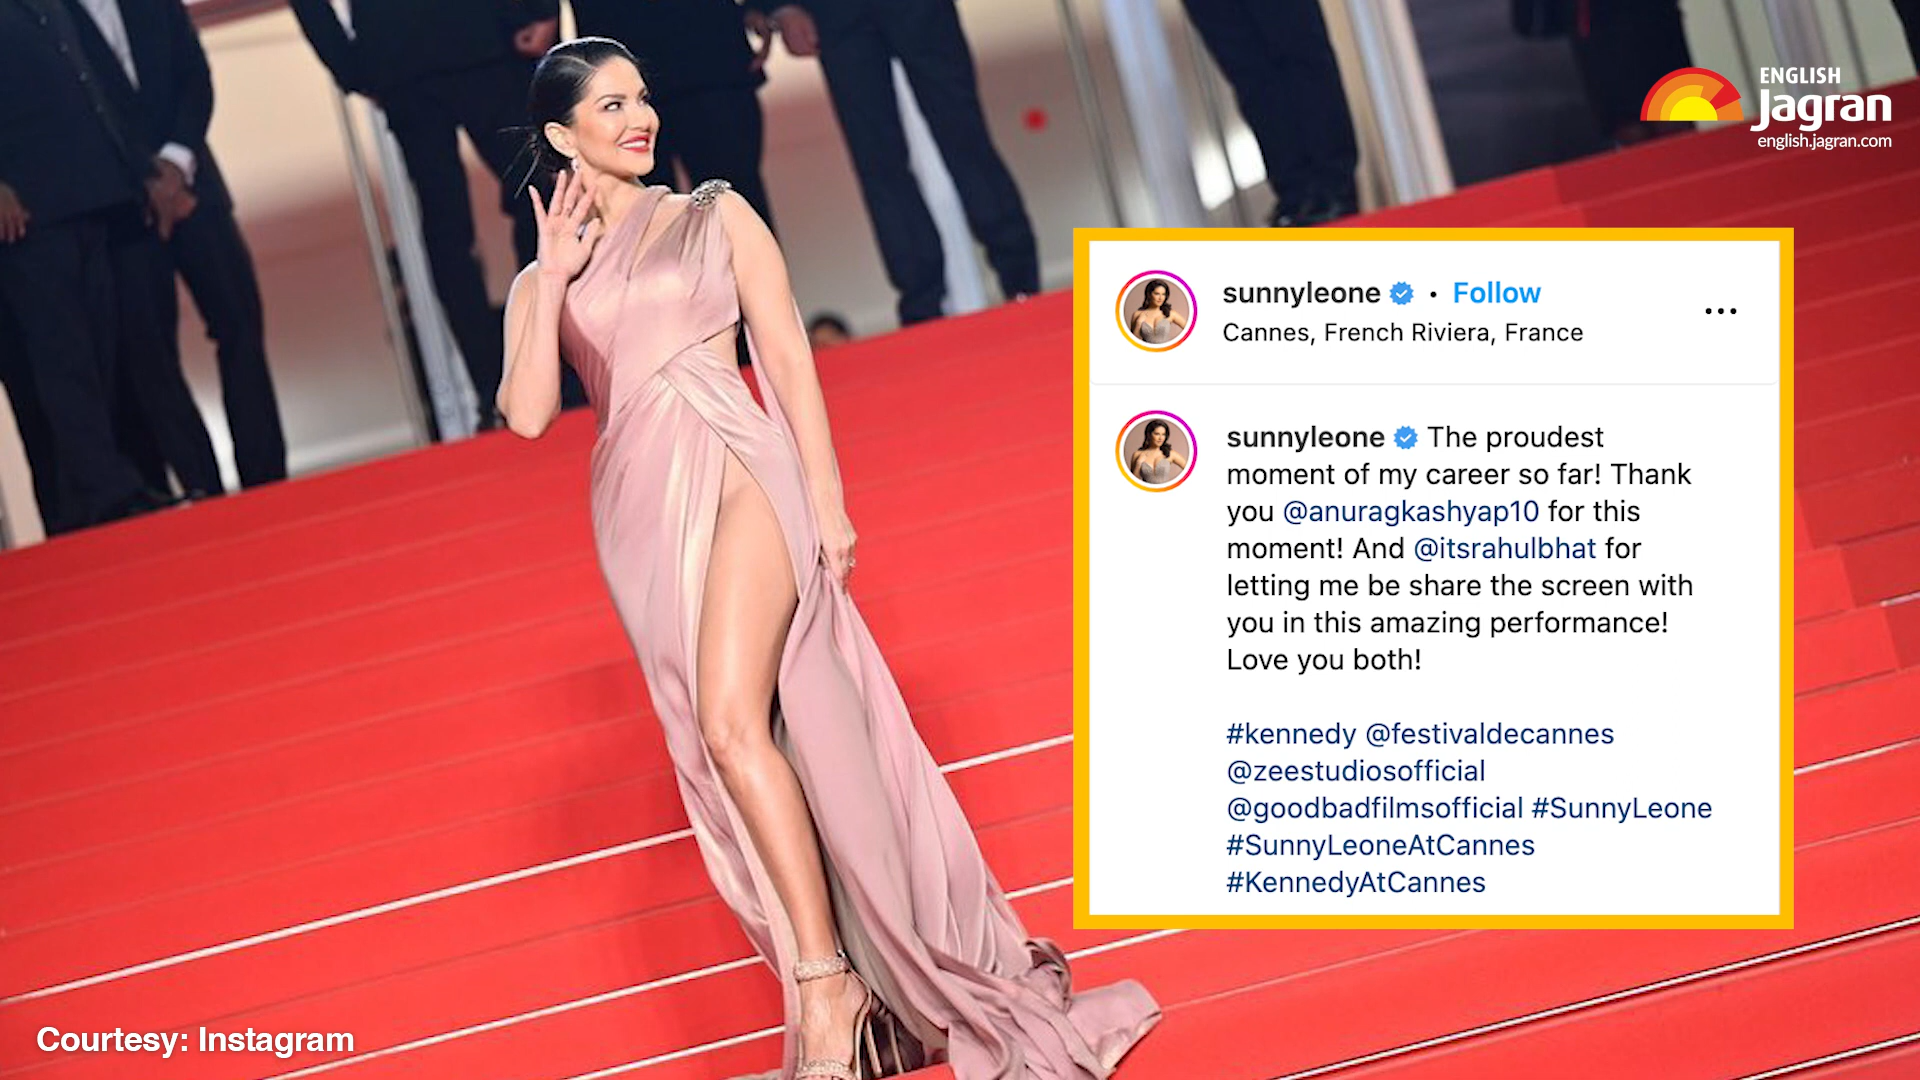 ENGLISH
Jagran
english.jagran.com
sunnyleone • Follow
Cannes, French Riviera, France
...
sunnyleone The proudest
moment of my career so far! Thank
you @anuragkashyap10 for this
moment! And @itsrahulbhat for
letting me be share the screen with
you in this amazing performance!
Love you both!
#kennedy @festivaldecannes
@zeestudiosofficial
@goodbadfilmsofficial #SunnyLeone
#SunnyLeoneAtCannes
#KennedyAtCannes
Courtesy: Instagram